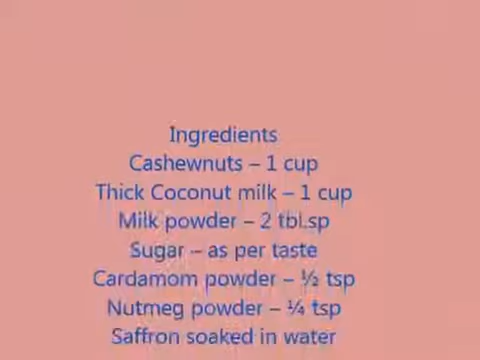 Ingredients
Cashewnuts – 1 cup
Thick Coconut milk – 1 cup
Milk powder – 2 tbl.sp
Sugar – as per taste
Cardamom powder – ½ tsp
Nutmeg powder – ¼ tsp
Saffron soaked in water